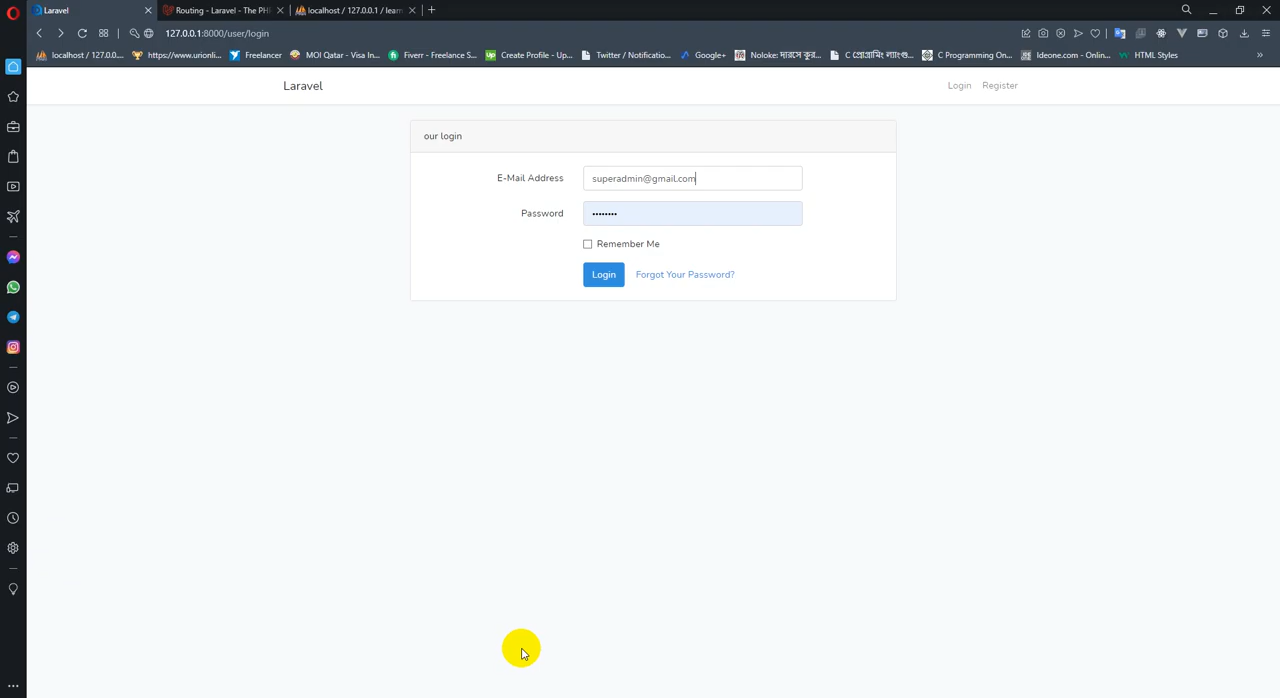 Laravel
Routing - Laravel - The PH
localhost / 127.0.0.1 / learn
127.0.0.1:8000/user/login
localhost / 127.0.0....
https://www.urionli...
Freelancer
MOI Qatar - Visa In...
Fiverr - Freelance S...
Create Profile - Up...
Twitter / Notificatio...
Google+
Noloke: দারসে কুর...
C প্রোগ্রামিং ল্যাংগু...
C Programming On...
Ideone.com - Onlin...
HTML Styles
Laravel
Login
Register
our login
E-Mail Address
superadmin@gmail.com
Password
••••••••
Remember Me
Login
Forgot Your Password?